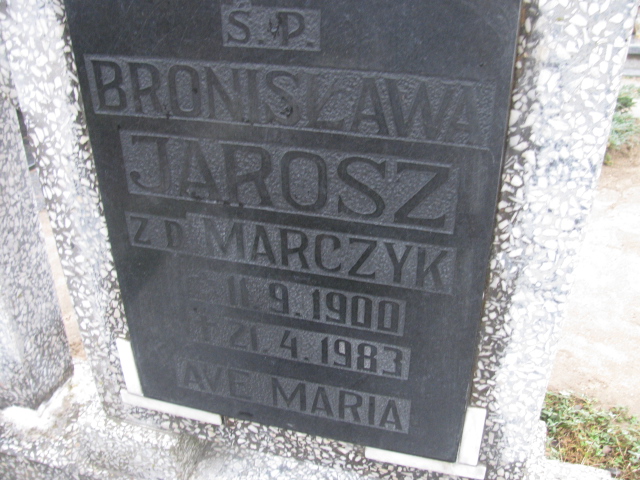 Ś.P.
BRONISŁAWA
JAROSZ
Z D. MARCZYK
* 11.9.1900
+ 21.4.1983
AVE MARIA